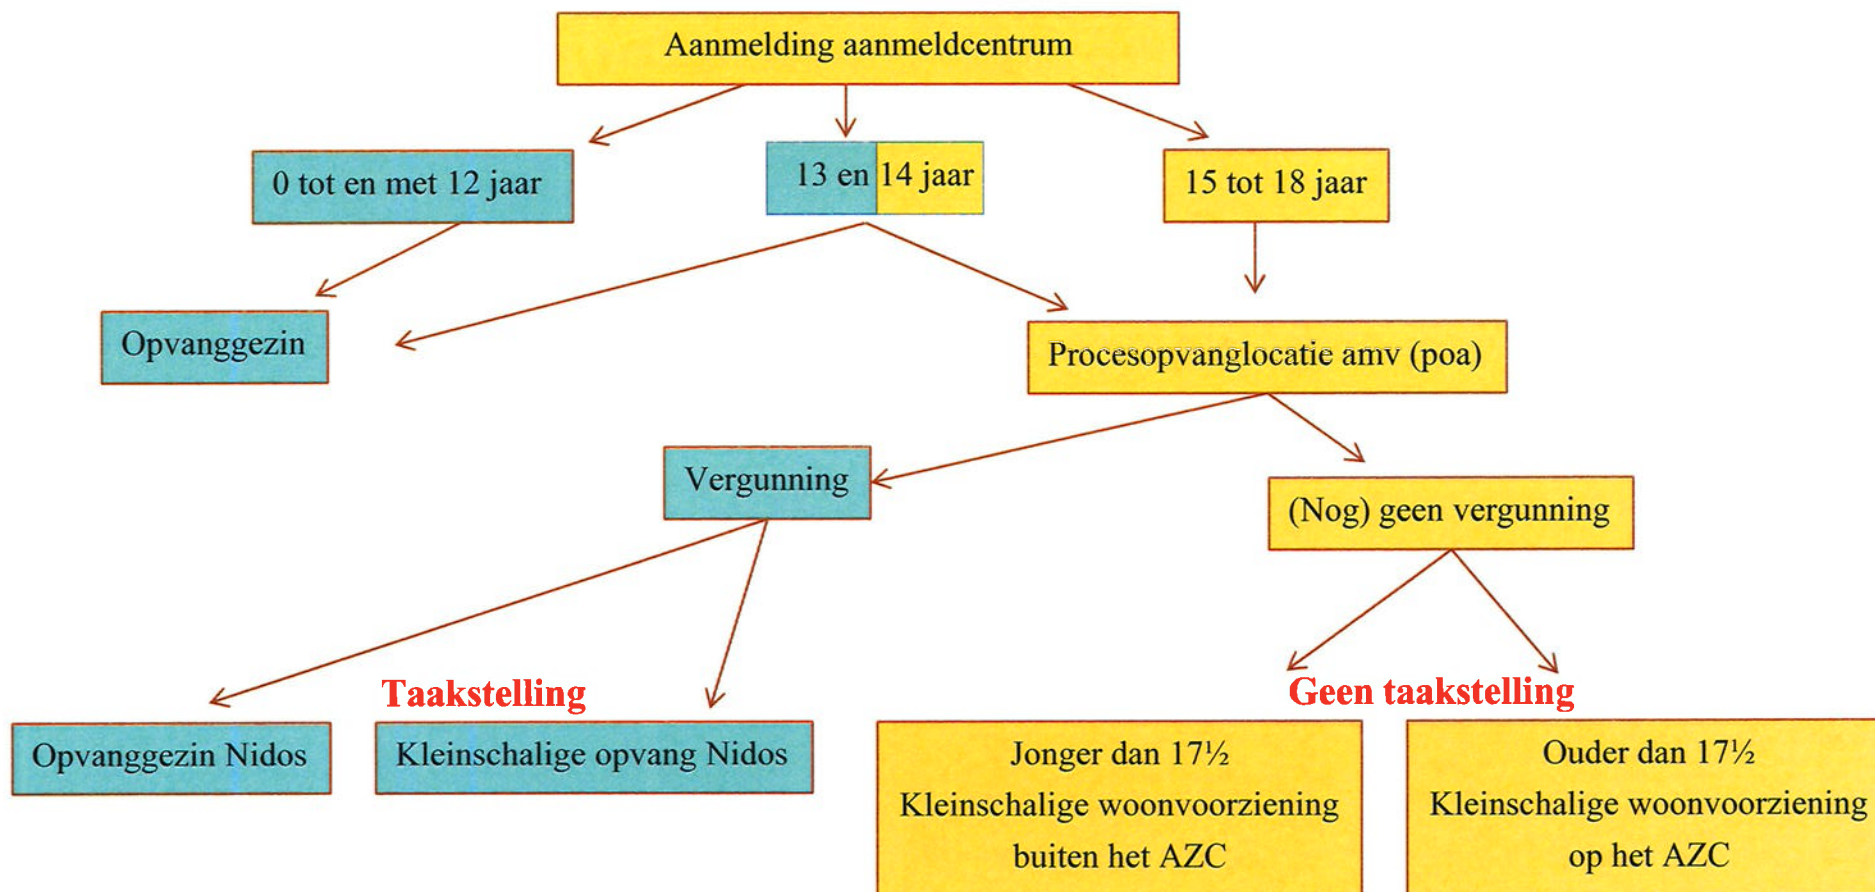 Aanmelding aanmeldcentrum
0 tot en met 12 jaar
13 en 14 jaar
15 tot 18 jaar
Opvanggezin
Procesopvanglocatie amv (poa)
Vergunning
(Nog) geen vergunning
Taakstelling
Geen taakstelling
Opvanggezin Nidos
Kleinschalige opvang Nidos
Jonger dan 17½
Kleinschalige woonvoorziening
buiten het AZC
Ouder dan 17½
Kleinschalige woonvoorziening
op het AZC